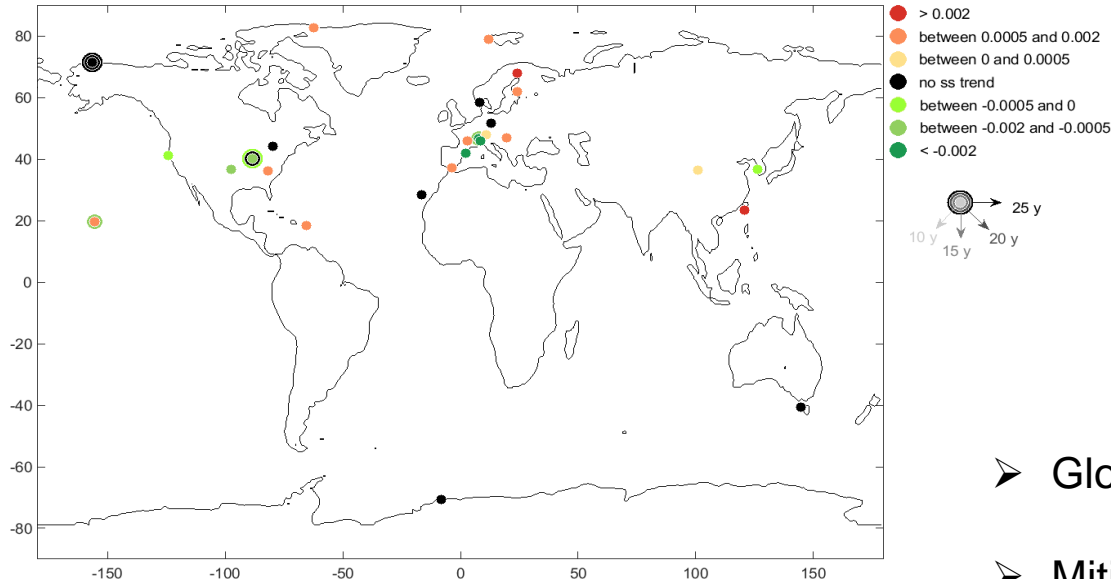 > 0.002
between 0.0005 and 0.002
between 0 and 0.0005
no ss trend
between -0.0005 and 0
between -0.002 and -0.0005
< -0.002
25 y
10 y
20 y
15 y
80
60
40
20
0
-20
-40
-60
-80
-150
-100
-50
0
50
100
150
➢ Glo